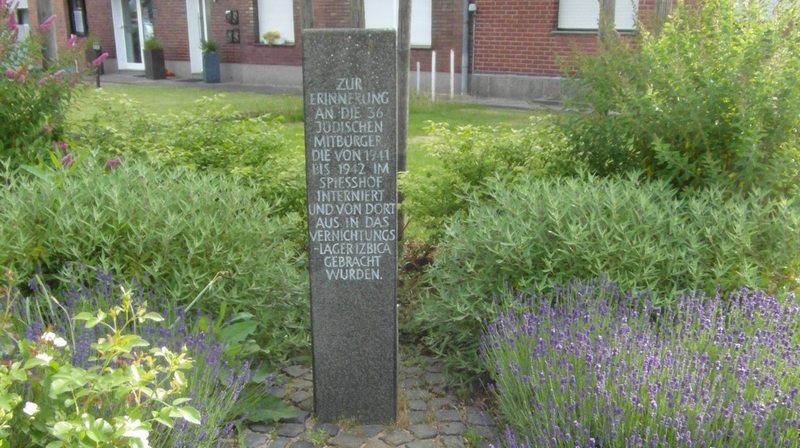 ZUR
ERINNERUNG
AN DIE 36
JÜDISCHEN
MITBÜRGER
DIE VON 1941
BIS 1942 IM
SPIESSHOF
INTERNIERT
UND VON DORT
AUS IN DAS
VERNICHTUNGS
-LAGER IZBICA
GEBRACHT
WURDEN.